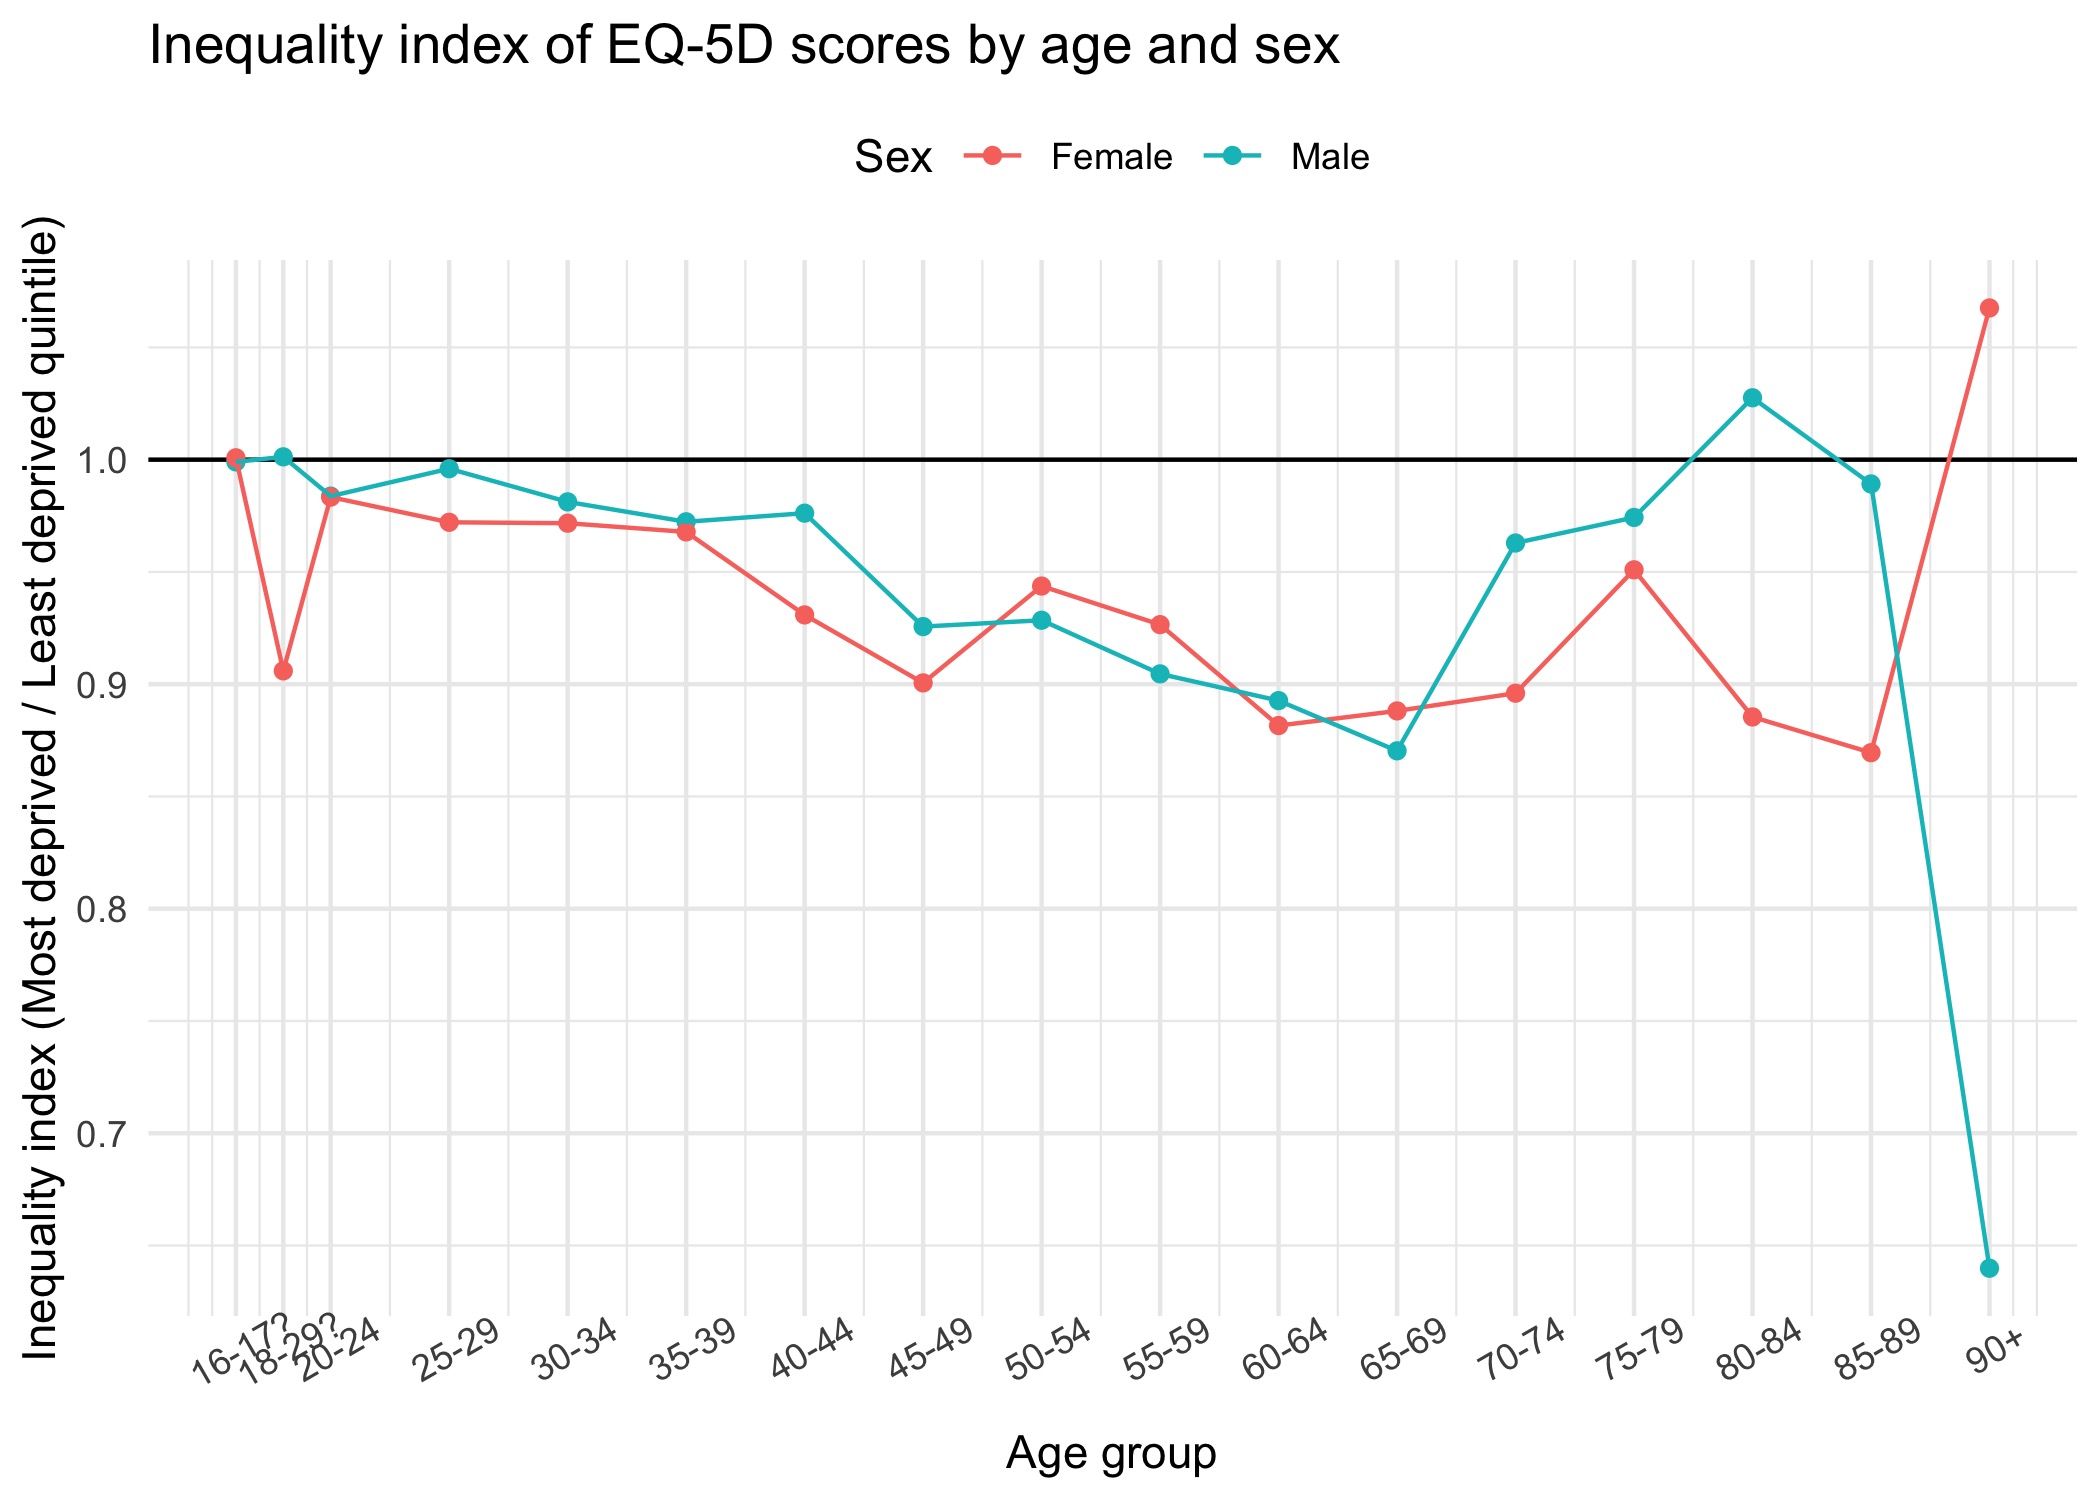 Inequality index of EQ-5D scores by age and sex
Sex Female Male
Inequality index (Most deprived / Least deprived quintile)
1.0
0.9
0.8
0.7
16-17? 18-29? 20-24 25-29 30-34 35-39 40-44 45-49 50-54 55-59 60-64 65-69 70-74 75-79 80-84 85-89 90+
Age group